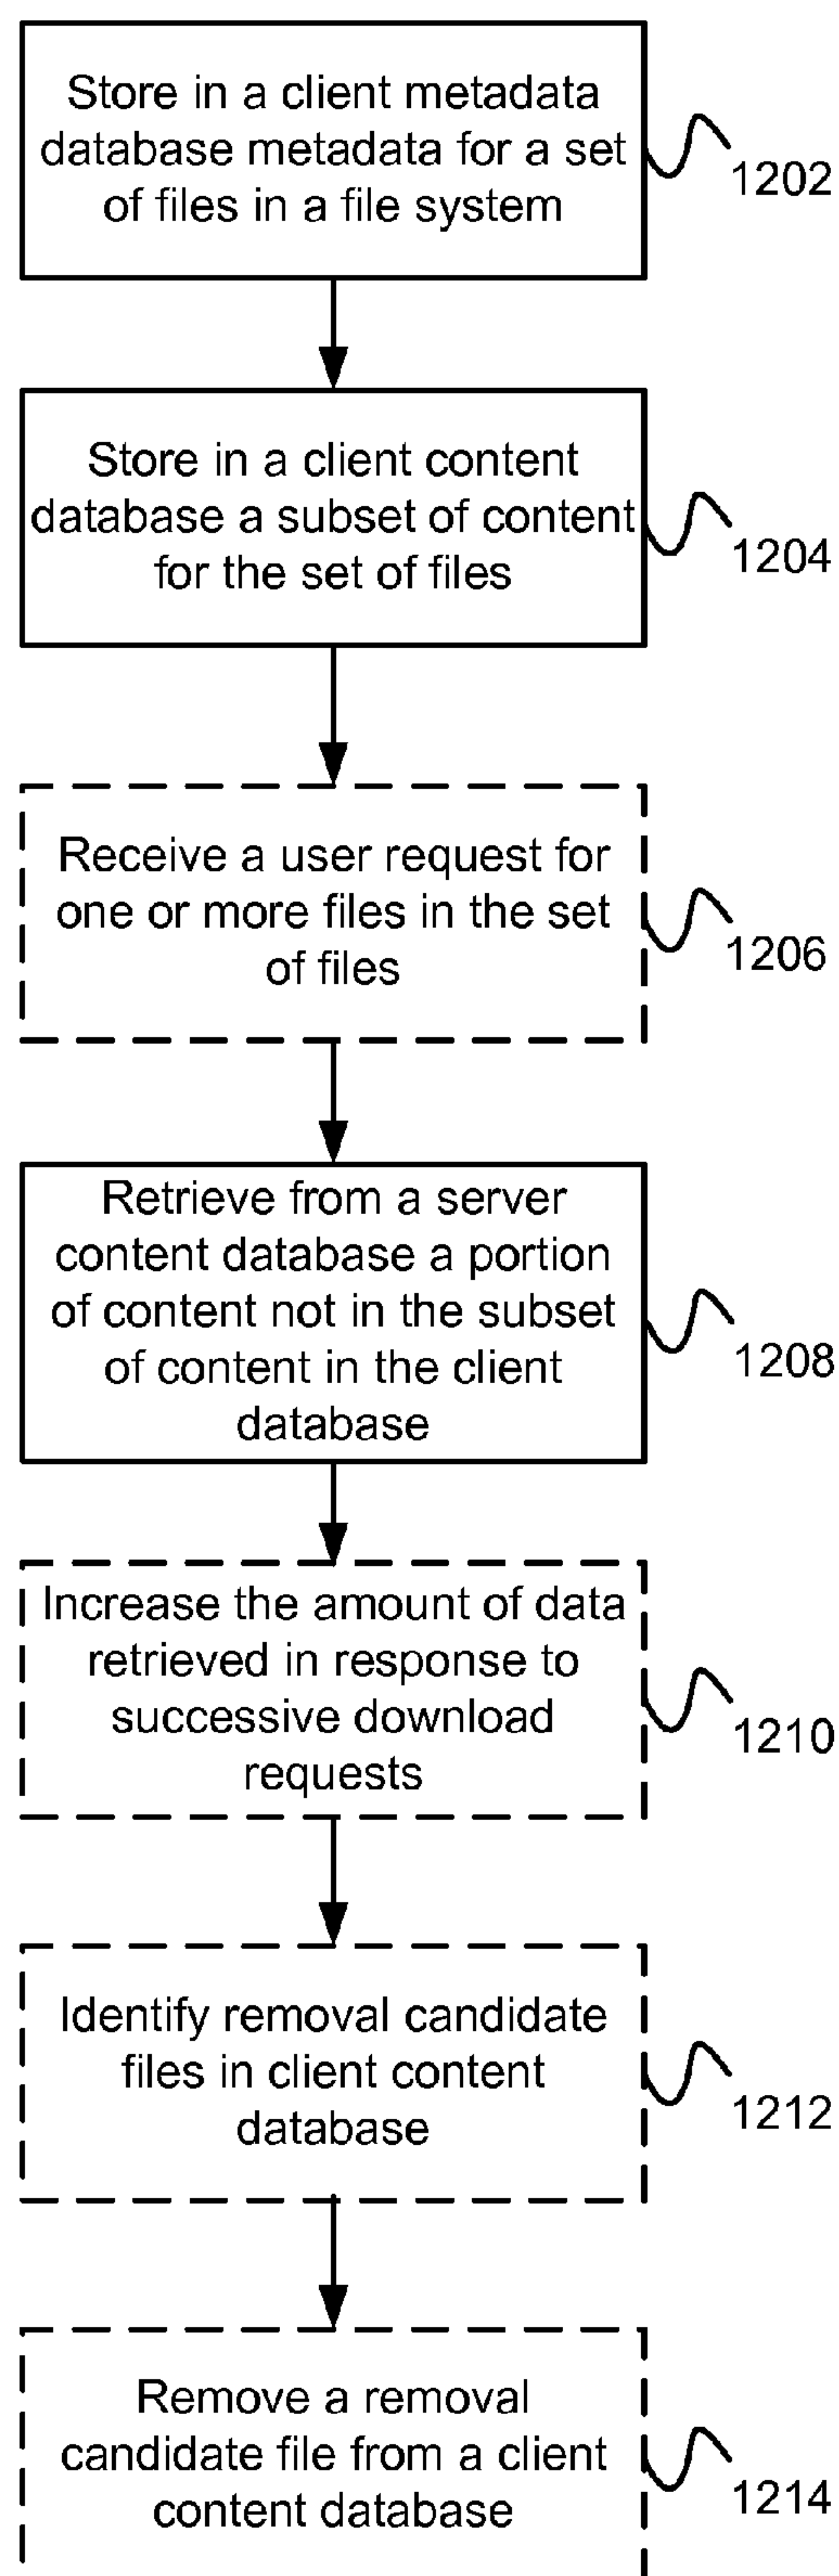 Store in a client metadata
database metadata for a set
of files in a file system
1202
Store in a client content
database a subset of content
for the set of files
1204
Receive a user request for
one or more files in the set
of files
1206
Retrieve from a server
content database a portion
of content not in the subset
of content in the client
database
1208
Increase the amount of data
retrieved in response to
successive download
requests
1210
Identify removal candidate
files in client content
database
1212
Remove a removal
candidate file from a client
content database
1214